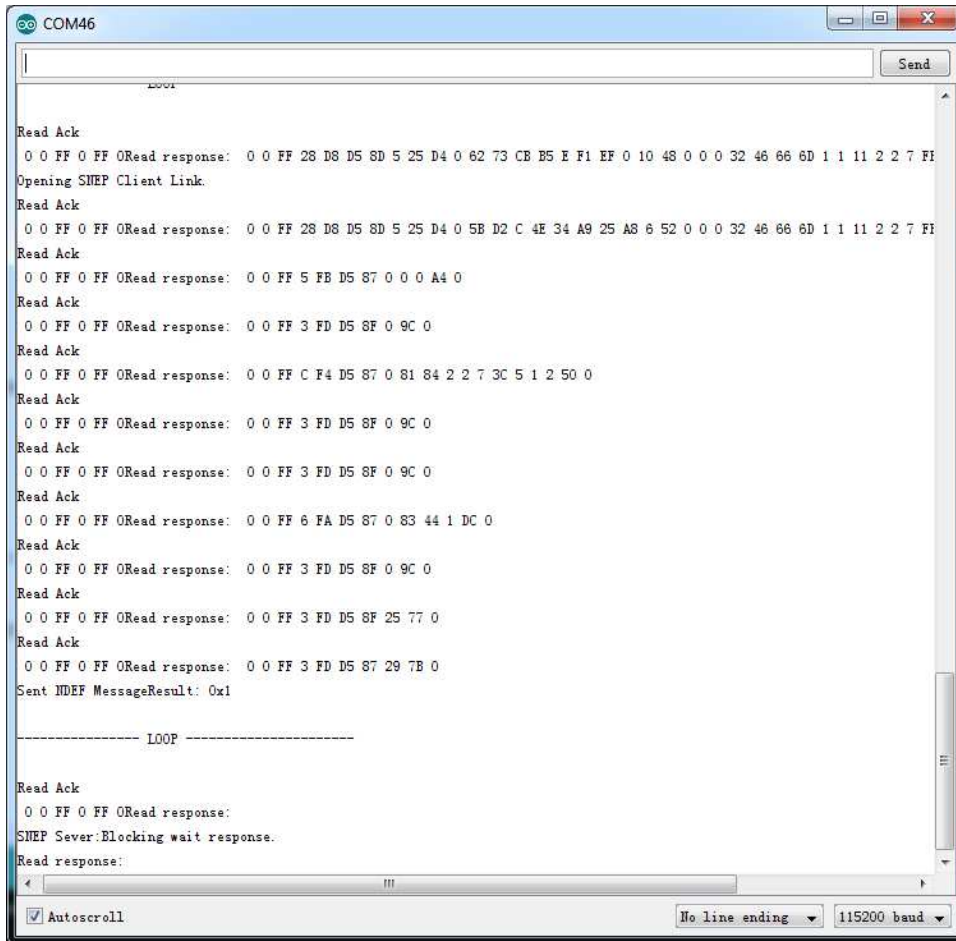 COM46
Send
LOOP
Read Ack
0 0 FF 0 FF 0Read response: 0 0 FF 28 D8 D5 8D 5 25 D4 0 62 73 CB B5 E F1 EF 0 10 48 0 0 0 32 46 66 6D 1 1 11 2 2 7 FF
Opening SNEP Client Link.
Read Ack
0 0 FF 0 FF 0Read response: 0 0 FF 28 D8 D5 8D 5 25 D4 0 5B D2 C 4E 34 A9 25 A8 6 52 0 0 0 32 46 66 6D 1 1 11 2 2 7 FF
Read Ack
0 0 FF 0 FF 0Read response: 0 0 FF 5 FB D5 87 0 0 0 A4 0
Read Ack
0 0 FF 0 FF 0Read response: 0 0 FF 3 FD D5 8F 0 9C 0
Read Ack
0 0 FF 0 FF 0Read response: 0 0 FF C F4 D5 87 0 81 84 2 2 7 3C 5 1 2 50 0
Read Ack
0 0 FF 0 FF 0Read response: 0 0 FF 3 FD D5 8F 0 9C 0
Read Ack
0 0 FF 0 FF 0Read response: 0 0 FF 3 FD D5 8F 0 9C 0
Read Ack
0 0 FF 0 FF 0Read response: 0 0 FF 6 FA D5 87 0 83 44 1 DC 0
Read Ack
0 0 FF 0 FF 0Read response: 0 0 FF 3 FD D5 8F 0 9C 0
Read Ack
0 0 FF 0 FF 0Read response: 0 0 FF 3 FD D5 8F 25 77 0
Read Ack
0 0 FF 0 FF 0Read response: 0 0 FF 3 FD D5 87 29 7B 0
Sent NDEF MessageResult: 0x1
---------------- LOOP ----------------------
Read Ack
0 0 FF 0 FF 0Read response:
SNEP Sever:Blocking wait response.
Read response:
Autoscroll
No line ending
115200 baud